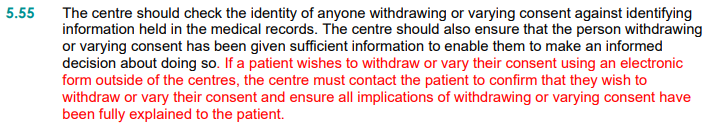 5.55 The centre should check the identity of anyone withdrawing or varying consent against identifying
information held in the medical records. The centre should also ensure that the person withdrawing
or varying consent has been given sufficient information to enable them to make an informed
decision about doing so. If a patient wishes to withdraw or vary their consent using an electronic
form outside of the centres, the centre must contact the patient to confirm that they wish to
withdraw or vary their consent and ensure all implications of withdrawing or varying consent have
been fully explained to the patient.